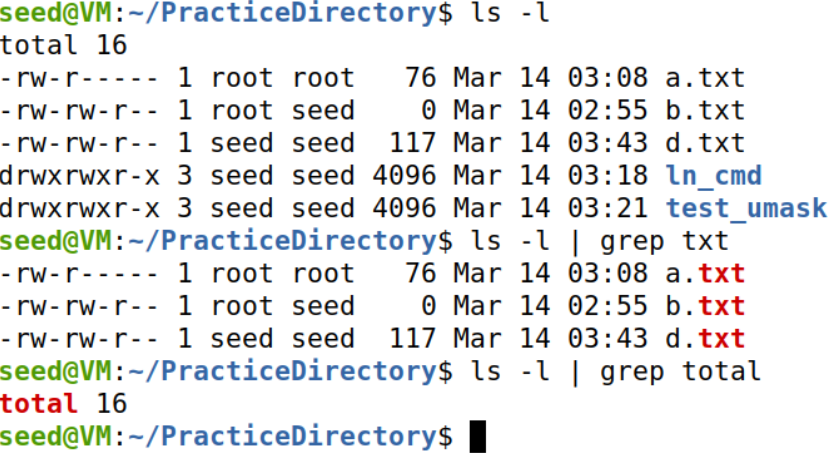 seed@VM:~/PracticeDirectory$ ls -l
total 16
-rw-r----- 1 root root   76 Mar 14 03:08 a.txt
-rw-rw-r-- 1 root seed    0 Mar 14 02:55 b.txt
-rw-rw-r-- 1 seed seed  117 Mar 14 03:43 d.txt
drwxrwxr-x 3 seed seed 4096 Mar 14 03:18 ln_cmd
drwxrwxr-x 3 seed seed 4096 Mar 14 03:21 test_umask
seed@VM:~/PracticeDirectory$ ls -l | grep txt
-rw-r----- 1 root root   76 Mar 14 03:08 a.txt
-rw-rw-r-- 1 root seed    0 Mar 14 02:55 b.txt
-rw-rw-r-- 1 seed seed  117 Mar 14 03:43 d.txt
seed@VM:~/PracticeDirectory$ ls -l | grep total
total 16
seed@VM:~/PracticeDirectory$